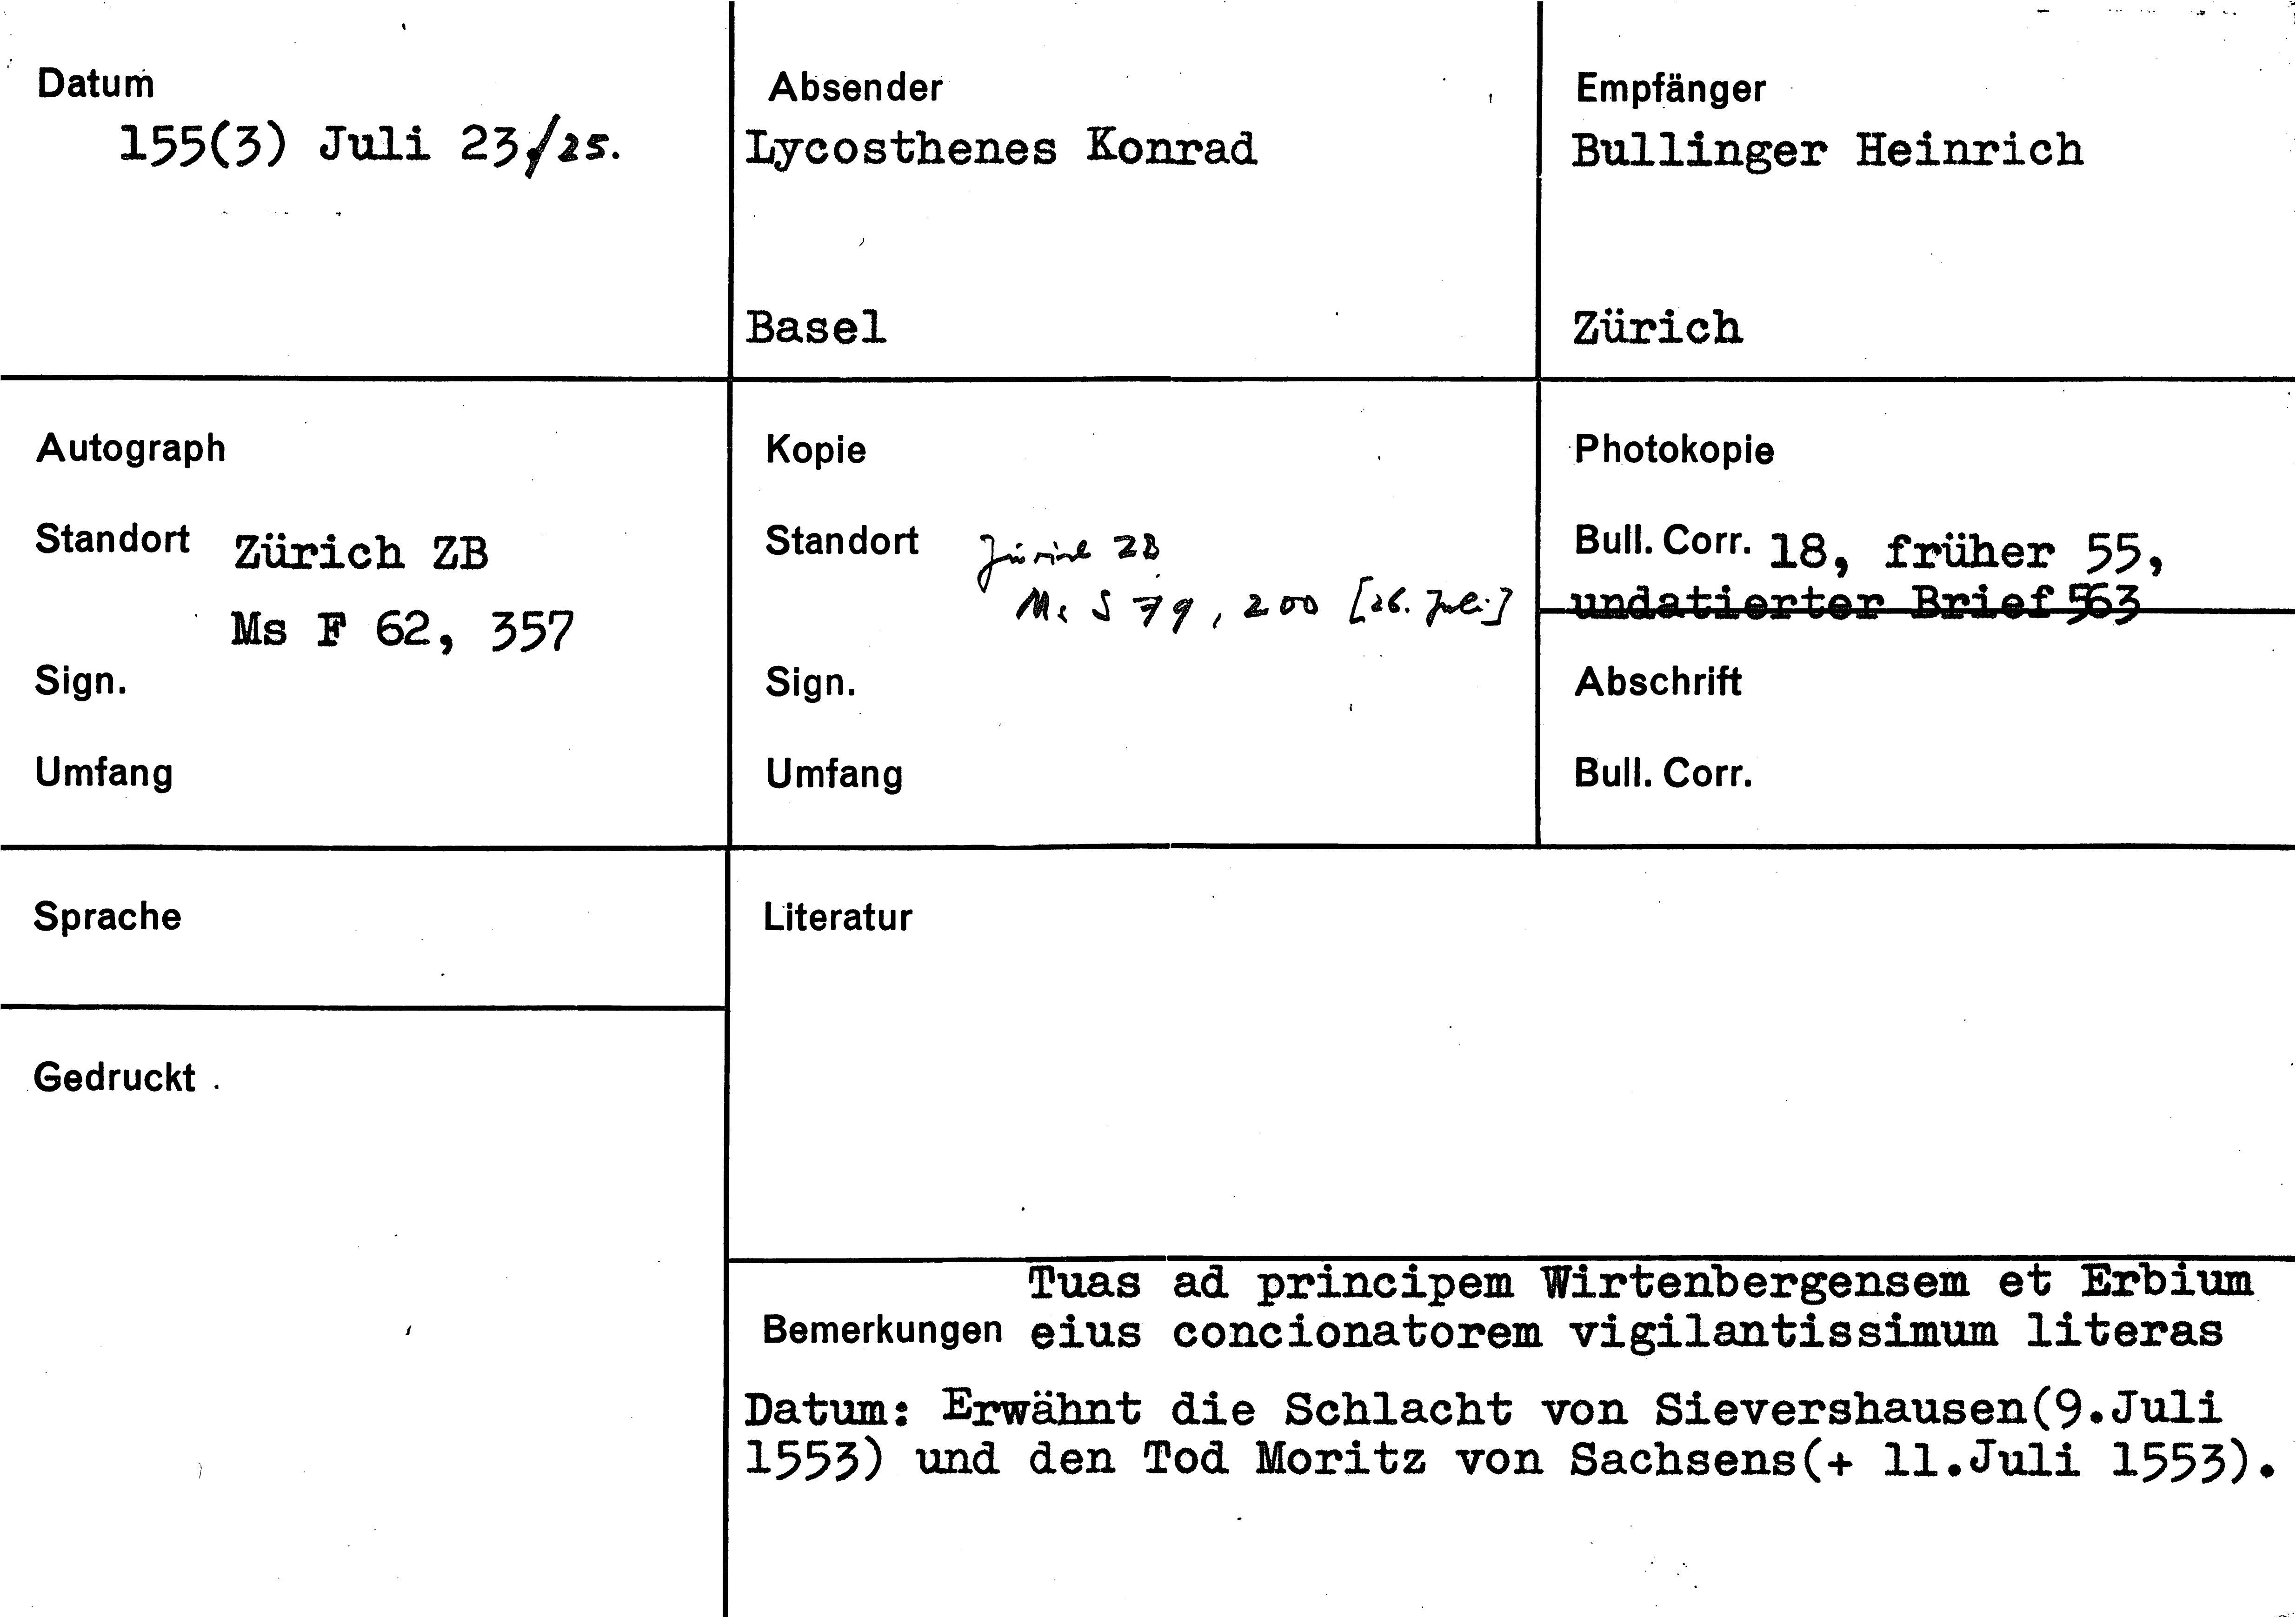 Datum
155(3) Juli 23./25.
Absender
Lycosthenes Konrad
Basel
Empfänger
Bullinger Heinrich
Zürich
Autograph
Standort Zürich ZB
Ms F 62, 357
Sign.
Umfang
Kopie
Standort Zürich ZB
Ms S 79, 200 [26. Juli]
Sign.
Umfang
Photokopie
Bull. Corr. 18, früher 55,
undatierter Brief 563
Abschrift
Bull. Corr.
Sprache
Gedruckt
Literatur
Tuas ad principem Wirtenbergensem et Erbium
Bemerkungen eius concionatorem vigilantissimum literas
Datum: Erwähnt die Schlacht von Sievershausen(9.Juli
1553) und den Tod Moritz von Sachsens(+ 11.Juli 1553).